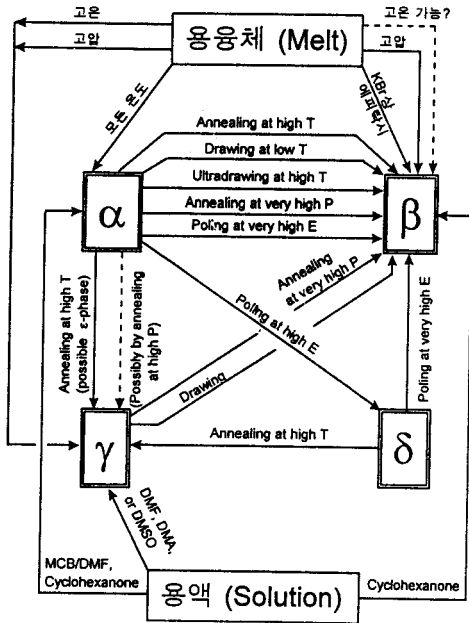 고온
고압
용융체 (Melt)
고온 가능?
고압
모든 온도
KBr상
에피락시
Annealing at high T
Drawing at low T
Ultradrawing at high T
Annealing at very high P
Poling at very high E
α
β
Annealing at high T
(possible ε-phase)
(Possibly by annealing
at high P)
Poling at high E
Annealing
at very high P
Drawing
Poling at very high E
γ
Annealing at high T
δ
DMF, DMA,
or DMSO
MCB/DMF,
Cyclohexanone
용액 (Solution)
Cyclohexanone